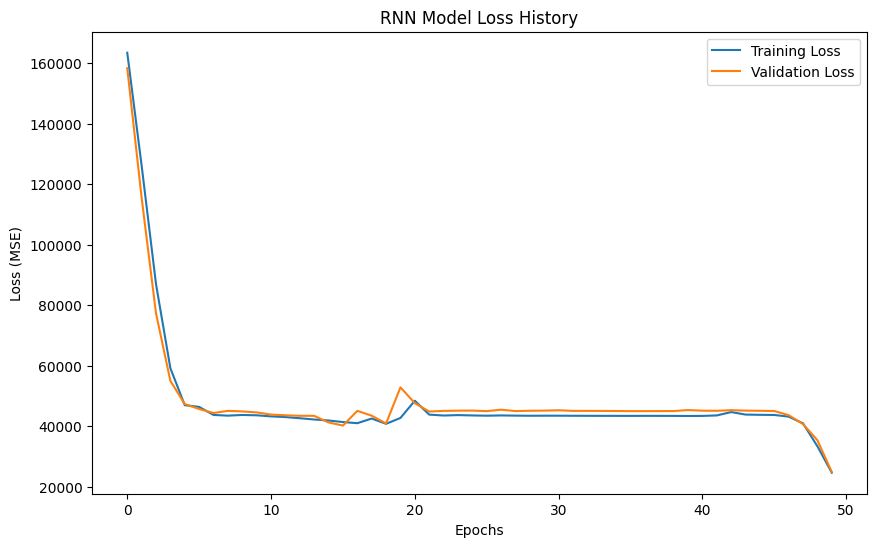 RNN Model Loss History
Training Loss
Validation Loss
Loss (MSE)
160000
140000
120000
100000
80000
60000
40000
20000
0
10
20
30
40
50
Epochs